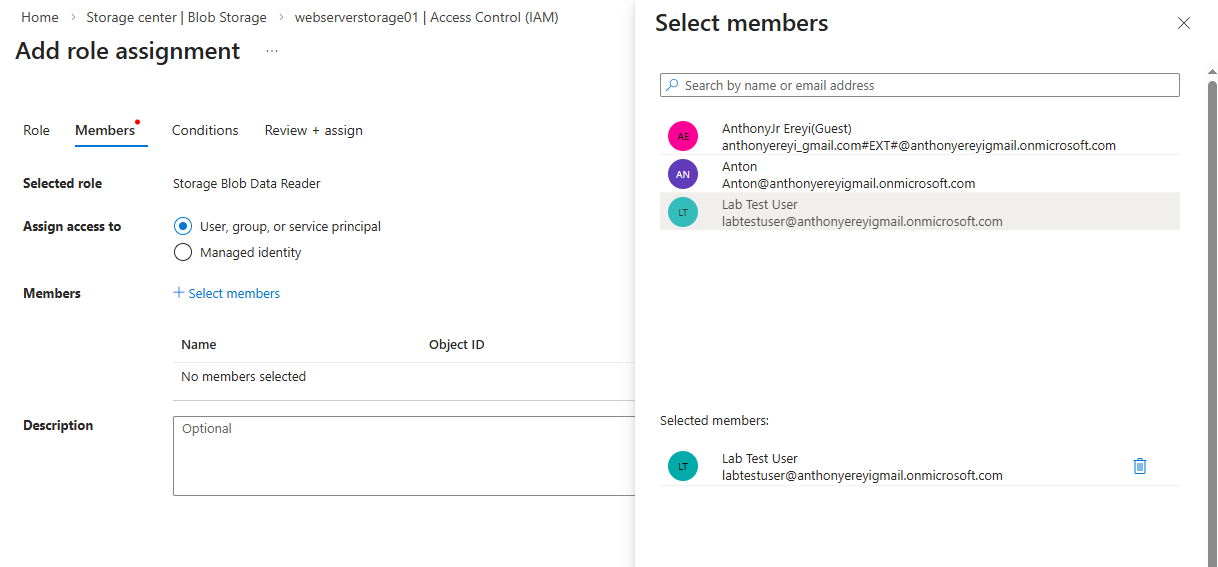 Home > Storage center | Blob Storage > webserverstorage01 | Access Control (IAM)
Add role assignment ...
Role Members Conditions Review + assign
Selected role Storage Blob Data Reader
Assign access to User, group, or service principal
Managed identity
Members + Select members
Name Object ID
No members selected
Description Optional
Select members
Search by name or email address
AE AnthonyJr Ereyi(Guest)
anthonyereyi_gmail.com#EXT#@anthonyereyigmail.onmicrosoft.com
AN Anton
Anton@anthonyereyigmail.onmicrosoft.com
LT Lab Test User
labtestuser@anthonyereyigmail.onmicrosoft.com
Selected members:
LT Lab Test User
labtestuser@anthonyereyigmail.onmicrosoft.com